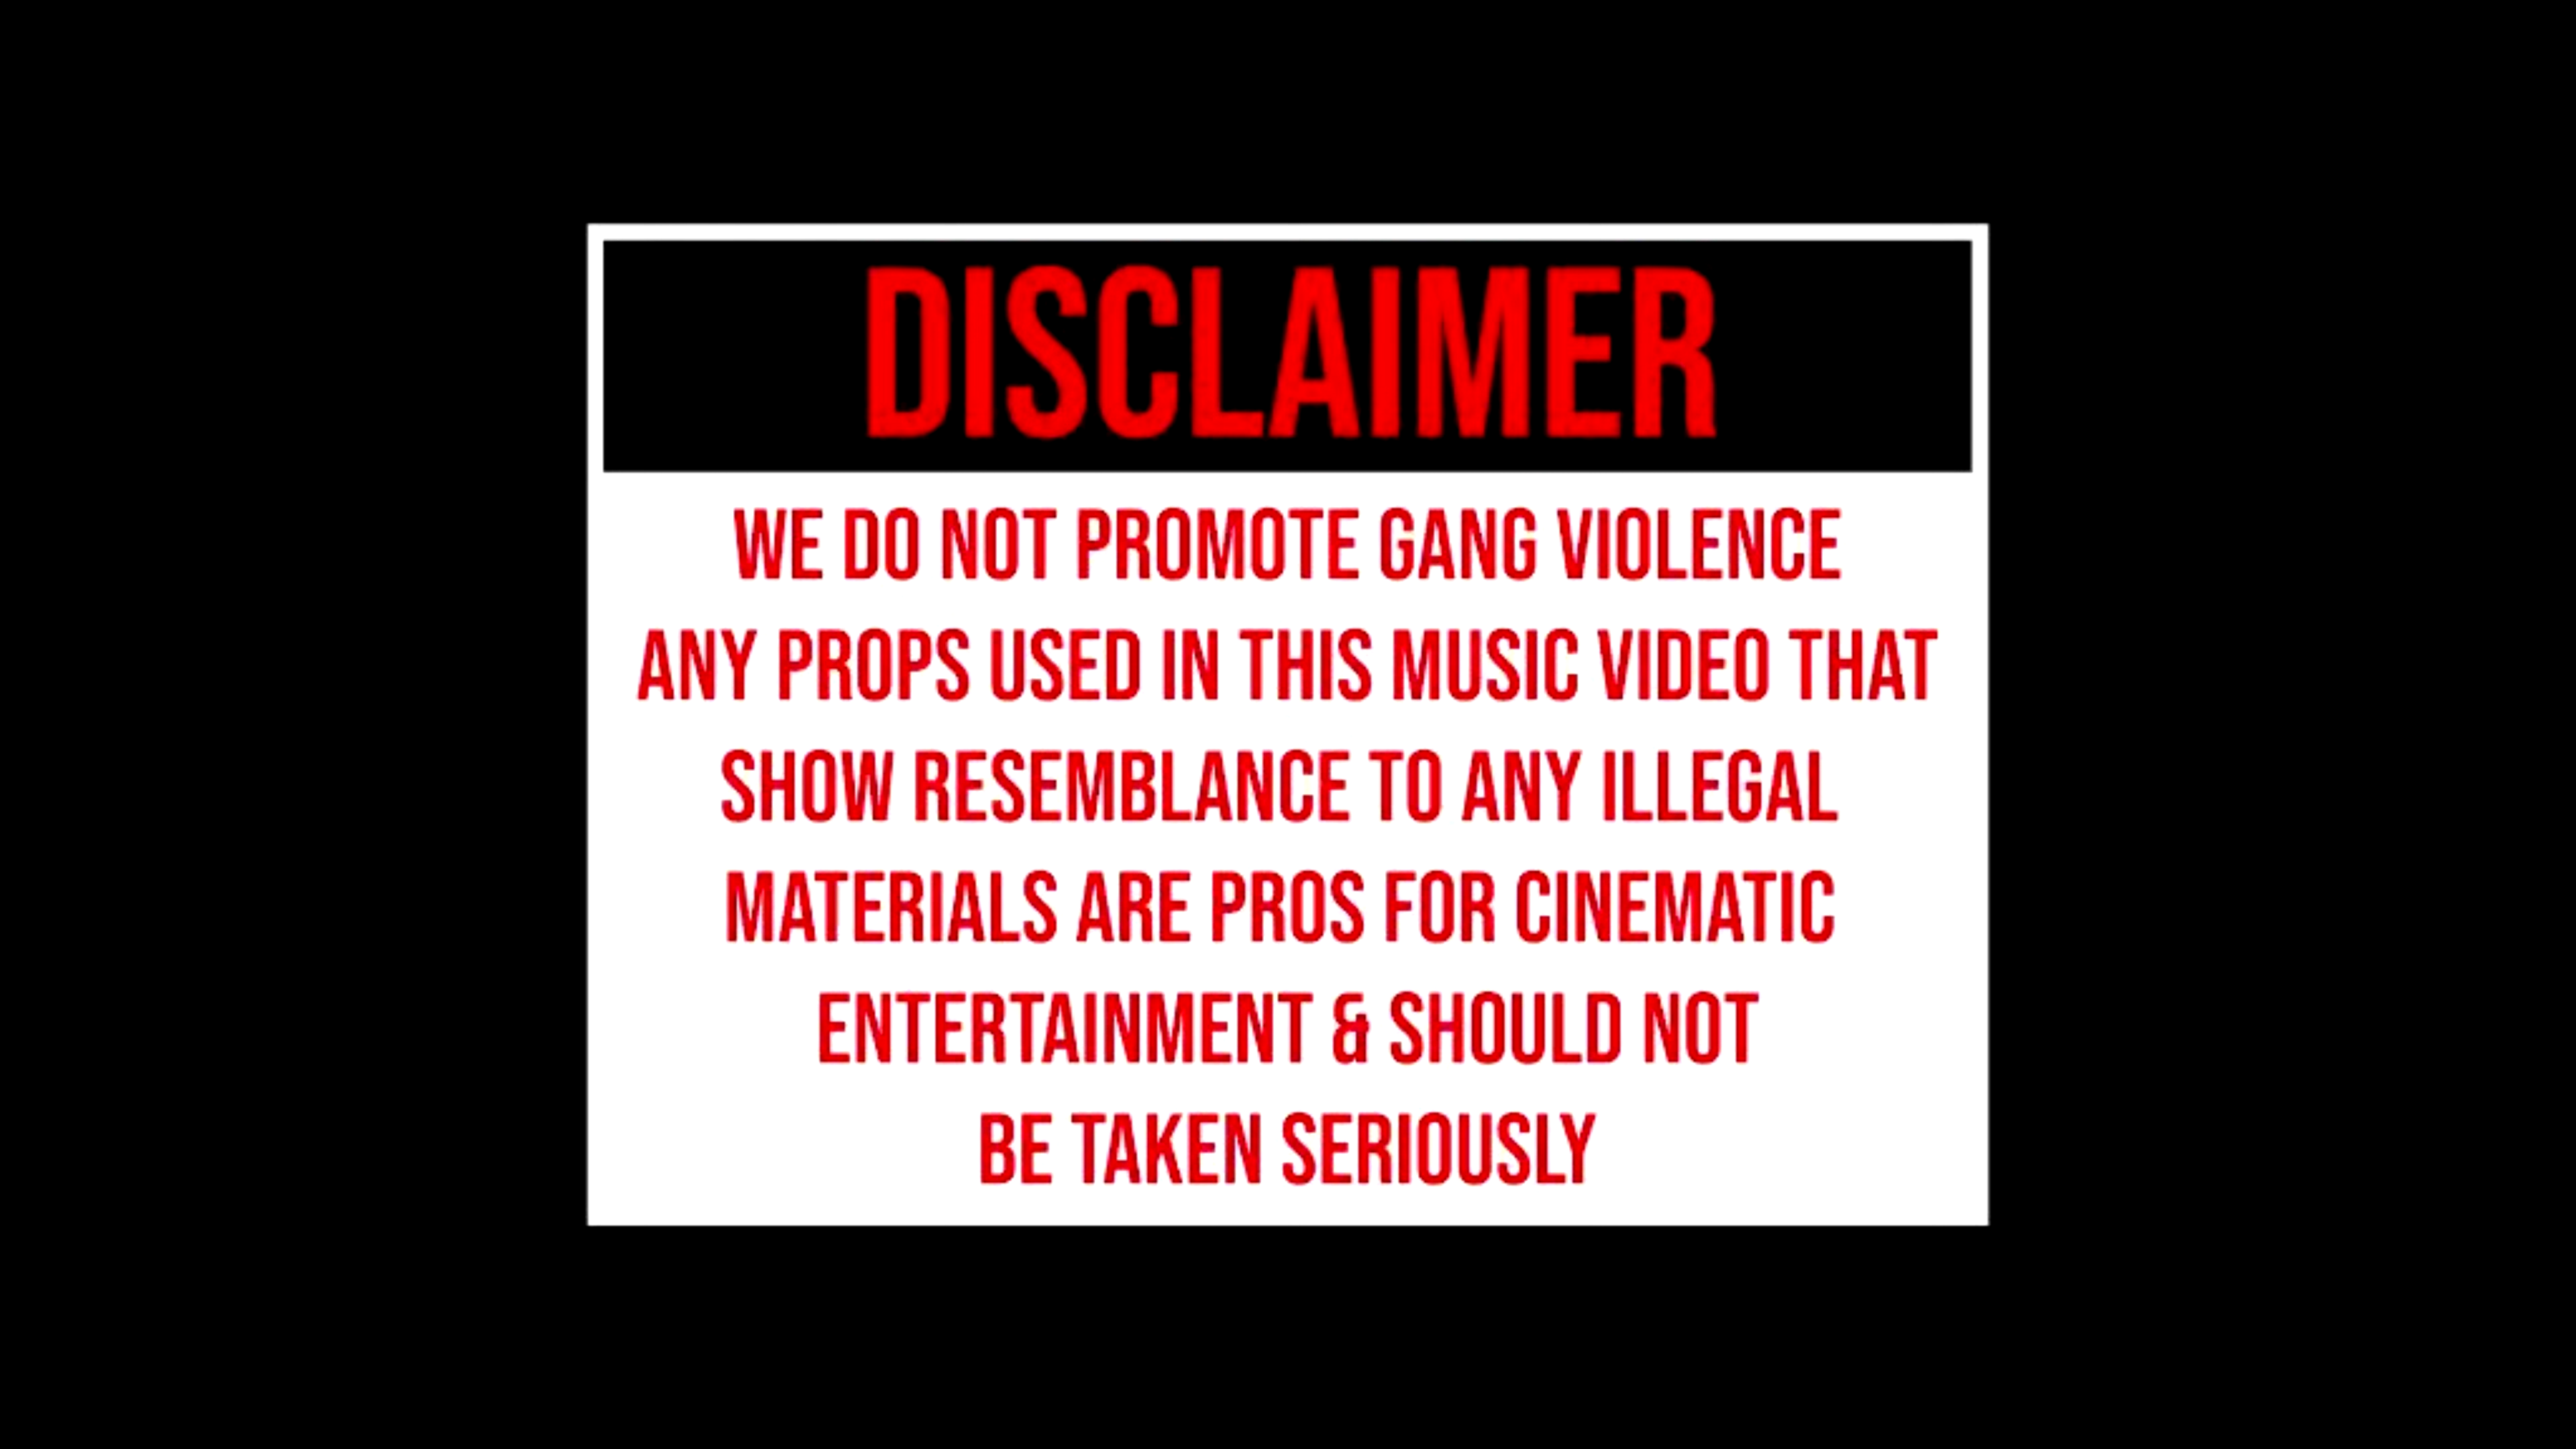 DISCLAIMER
WE DO NOT PROMOTE GANG VIOLENCE
ANY PROPS USED IN THIS MUSIC VIDEO THAT
SHOW RESEMBLANCE TO ANY ILLEGAL
MATERIALS ARE PROS FOR CINEMATIC
ENTERTAINMENT & SHOULD NOT
BE TAKEN SERIOUSLY